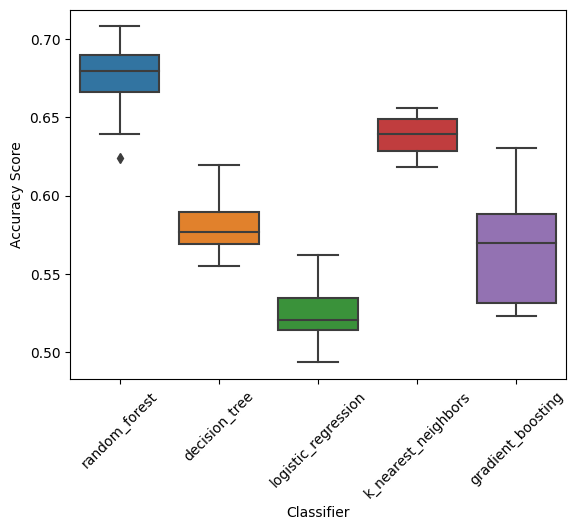 0.70
0.65
0.60
0.55
0.50
Accuracy Score
random_forest
decision_tree
logistic_regression
k_nearest_neighbors
gradient_boosting
Classifier